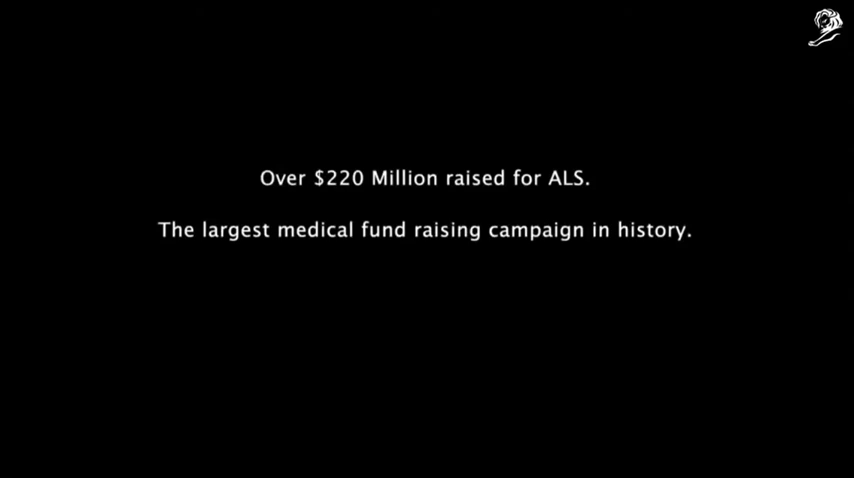 Over $220 Million raised for ALS.
The largest medical fund raising campaign in history.